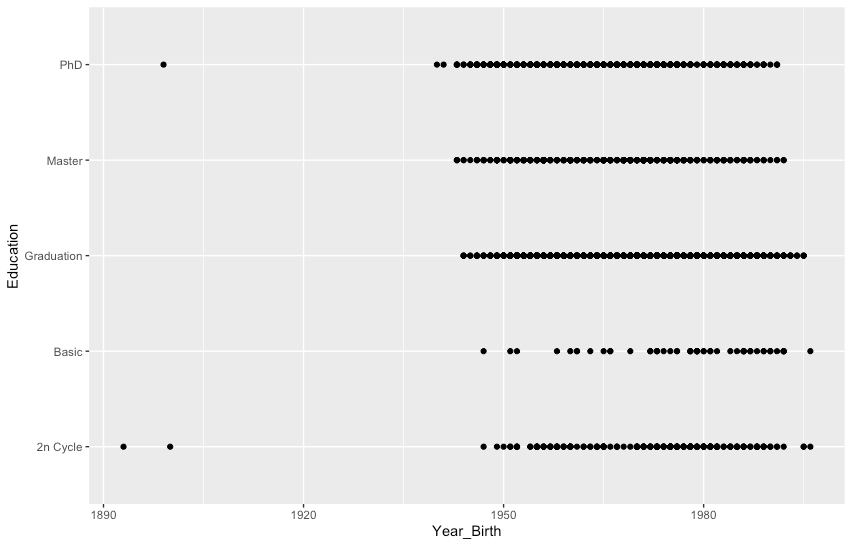 PhD
Master
Graduation
Basic
2n Cycle
Education
1890 1920 1950 1980
Year_Birth